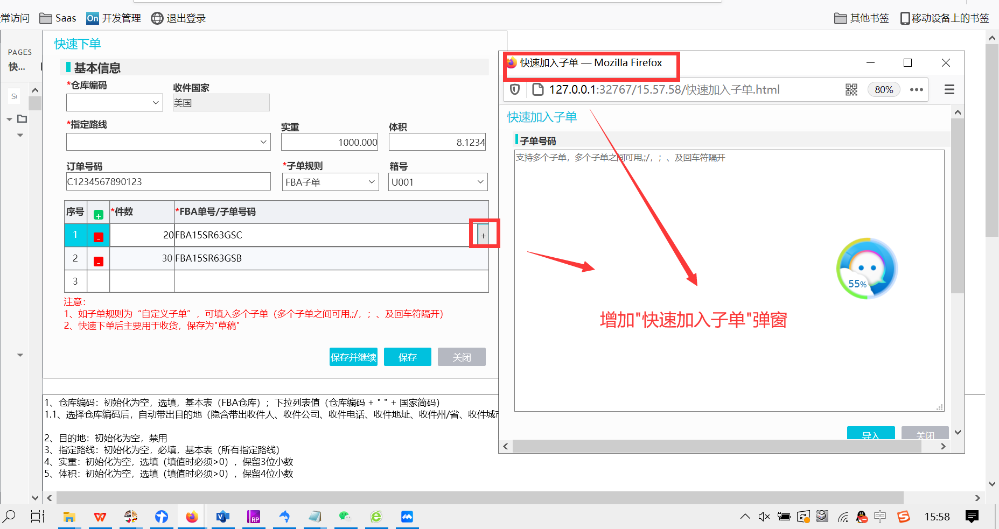 常访问
Saas
On 开发管理
退出登录
其他书签
移动设备上的书签
PAGES
快...
快速下单
基本信息
*仓库编码
收件国家
美国
*指定路线
实重
体积
1000.000
8.1234
订单号码
*子单规则
箱号
C1234567890123
FBA子单
U001
序号 + *件数 *FBA单号/子单号码
1 - 20 FBA15SR63GSC +
2 - 30 FBA15SR63GSB
3
注意：
1、如子单规则为“自定义子单”，可填入多个子单（多个子单之间可用,;/，；、及回车符隔开）
2、快速下单后主要用于收货，保存为"草稿"
保存并继续
保存
关闭
1、仓库编码：初始化为空，选填，基本表（FBA仓库）；下拉列表值（仓库编码 + " " + 国家简码）
1.1、选择仓库编码后，自动带出目的地（隐含带出收件人、收件公司、收件电话、收件地址、收件州/省、收件城
2、目的地：初始化为空，禁用
3、指定路线：初始化为空，必填，基本表（所有指定路线）
4、实重：初始化为空，选填（填值时必须>0），保留3位小数
5、体积：初始化为空，选填（填值时必须>0），保留4位小数
快速加入子单 — Mozilla Firefox
127.0.0.1:32767/15.57.58/快速加入子单.html
80%
快速加入子单
子单号码
支持多个子单，多个子单之间可用,;/，；、及回车符隔开
55%
增加"快速加入子单"弹窗
导入
关闭
RP
中
15:58